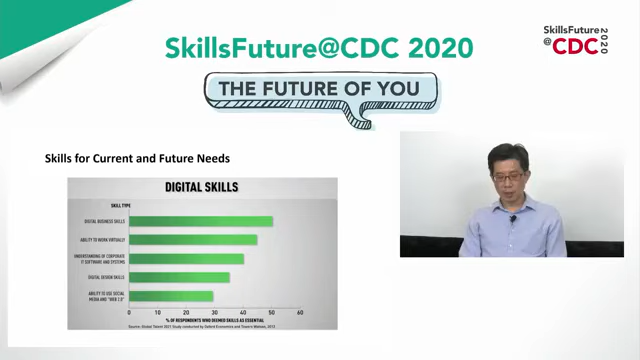 SkillsFuture@CDC 2020
THE FUTURE OF YOU
SkillsFuture
@CDC
2020
Skills for Current and Future Needs
DIGITAL SKILLS
SKILL TYPE
DIGITAL BUSINESS SKILLS
ABILITY TO WORK VIRTUALLY
UNDERSTANDING OF CORPORATE
IT SOFTWARE AND SYSTEMS
DIGITAL DESIGN SKILLS
ABILITY TO USE SOCIAL
MEDIA AND "WEB 2.0"
0 10 20 30 40 50 60
% OF RESPONDENTS WHO DEEMED SKILLS AS ESSENTIAL
Source: Global Talent 2021 Study conducted by Oxford Economics and Towers Watson, 2012